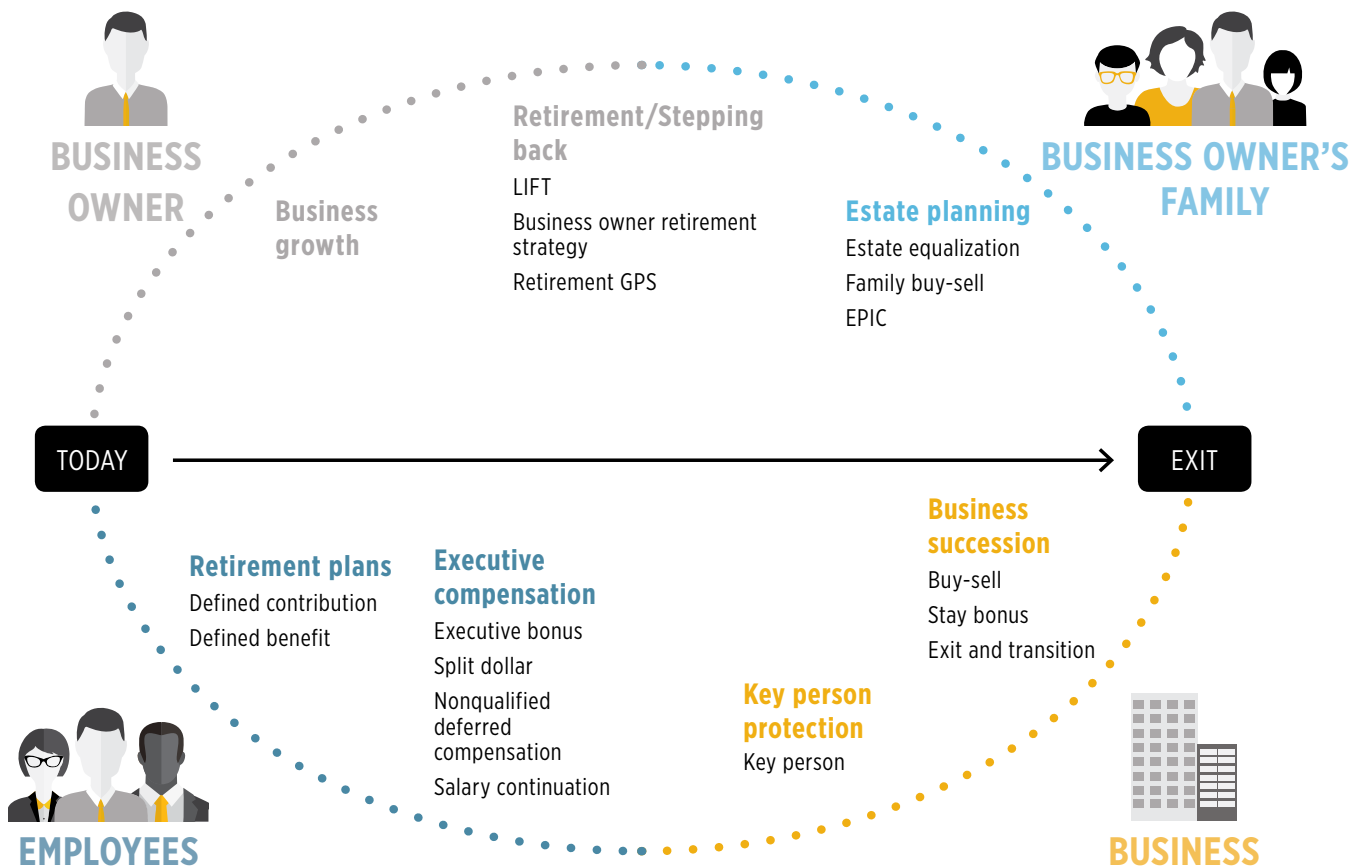 BUSINESS
OWNER
Business
growth
Retirement/Stepping
back
LIFT
Business owner retirement
strategy
Retirement GPS
BUSINESS OWNER'S
FAMILY
Estate planning
Estate equalization
Family buy-sell
EPIC
TODAY
EXIT
Retirement plans
Defined contribution
Defined benefit
Executive
compensation
Executive bonus
Split dollar
Nonqualified
deferred
compensation
Salary continuation
EMPLOYEES
Key person
protection
Key person
Business
succession
Buy-sell
Stay bonus
Exit and transition
BUSINESS